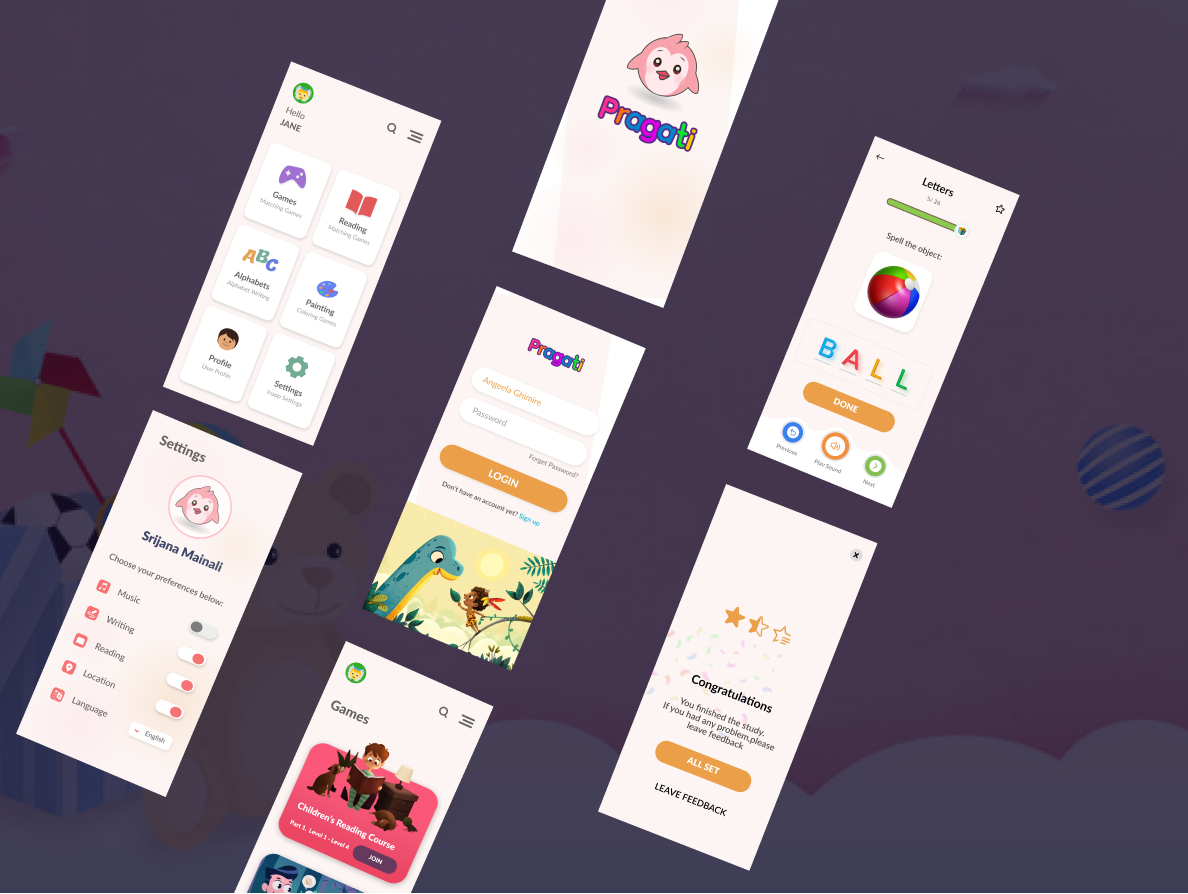 Hello
JANE
Games
Matching Games
Reading
Matching Games
ABC
Alphabets
Alphabet Writing
Painting
Coloring Games
Profile
User Profile
Settings
Inapp Settings
Pragati
Letters
5/ 26
Spell the object:
B A L L
DONE
Previous
Play Sound
Next
Pragati
Angeela Ghimire
Password
Forget Password?
LOGIN
Don't have an account yet? Sign up
Settings
Srijana Mainali
Choose your preferences below:
Music
Writing
Reading
Location
Language
English
Games
Children's Reading Course
Part 1, Level 1 - Level 4
JOIN
Congratulations
You finished the study.
If you had any problem,please
leave feedback
ALL SET
LEAVE FEEDBACK